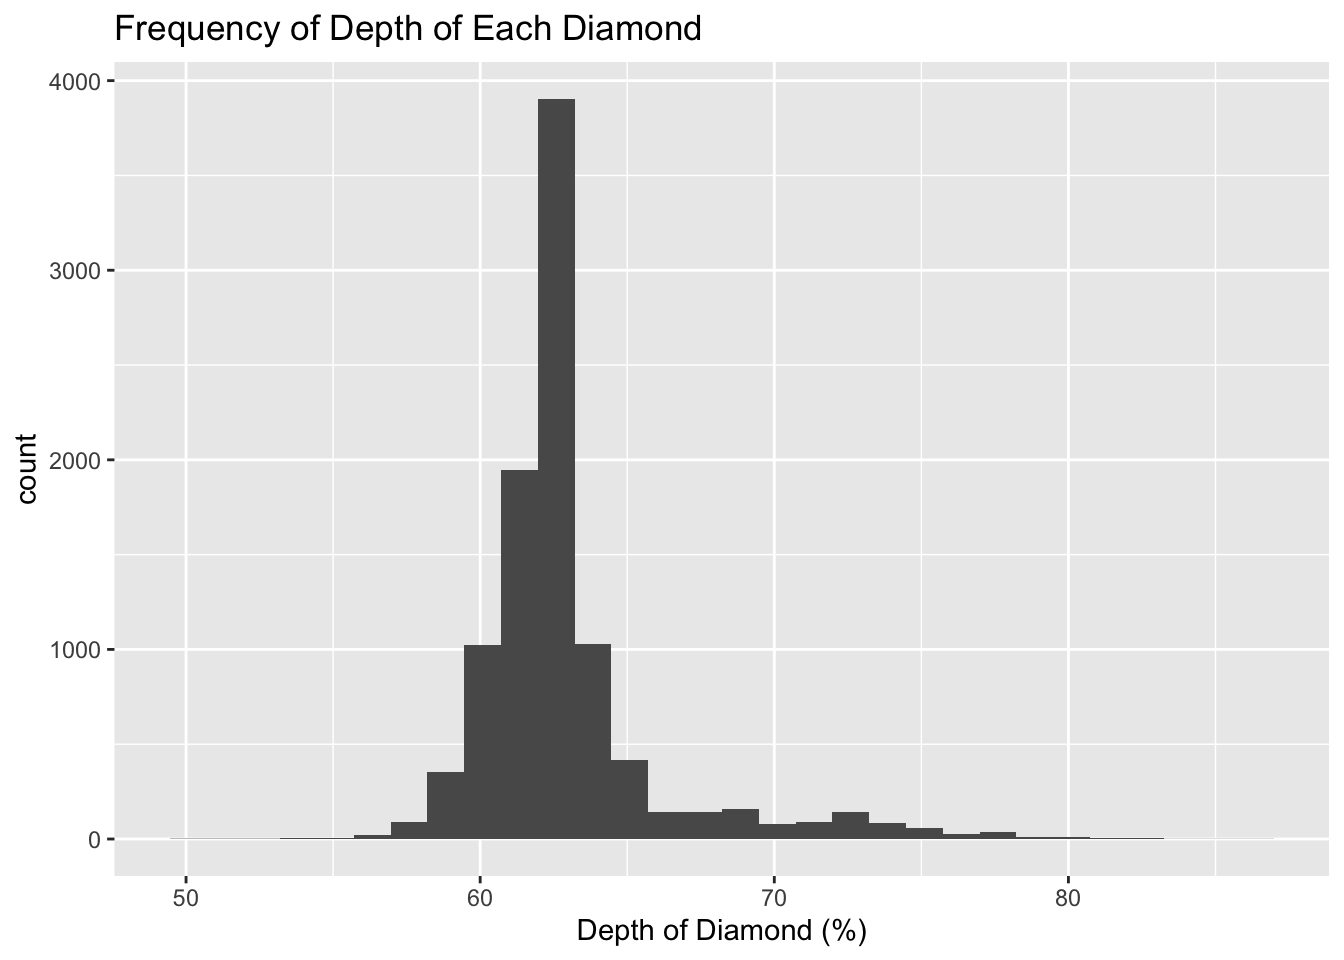 Frequency of Depth of Each Diamond
4000
3000
2000
1000
0
count
50 60 70 80
Depth of Diamond (%)